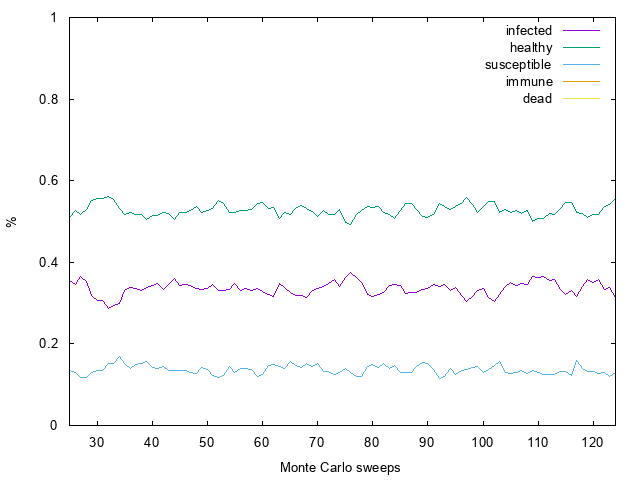 1
0.8
0.6
0.4
0.2
0
%
30 40 50 60 70 80 90 100 110 120
Monte Carlo sweeps
infected
healthy
susceptible
immune
dead